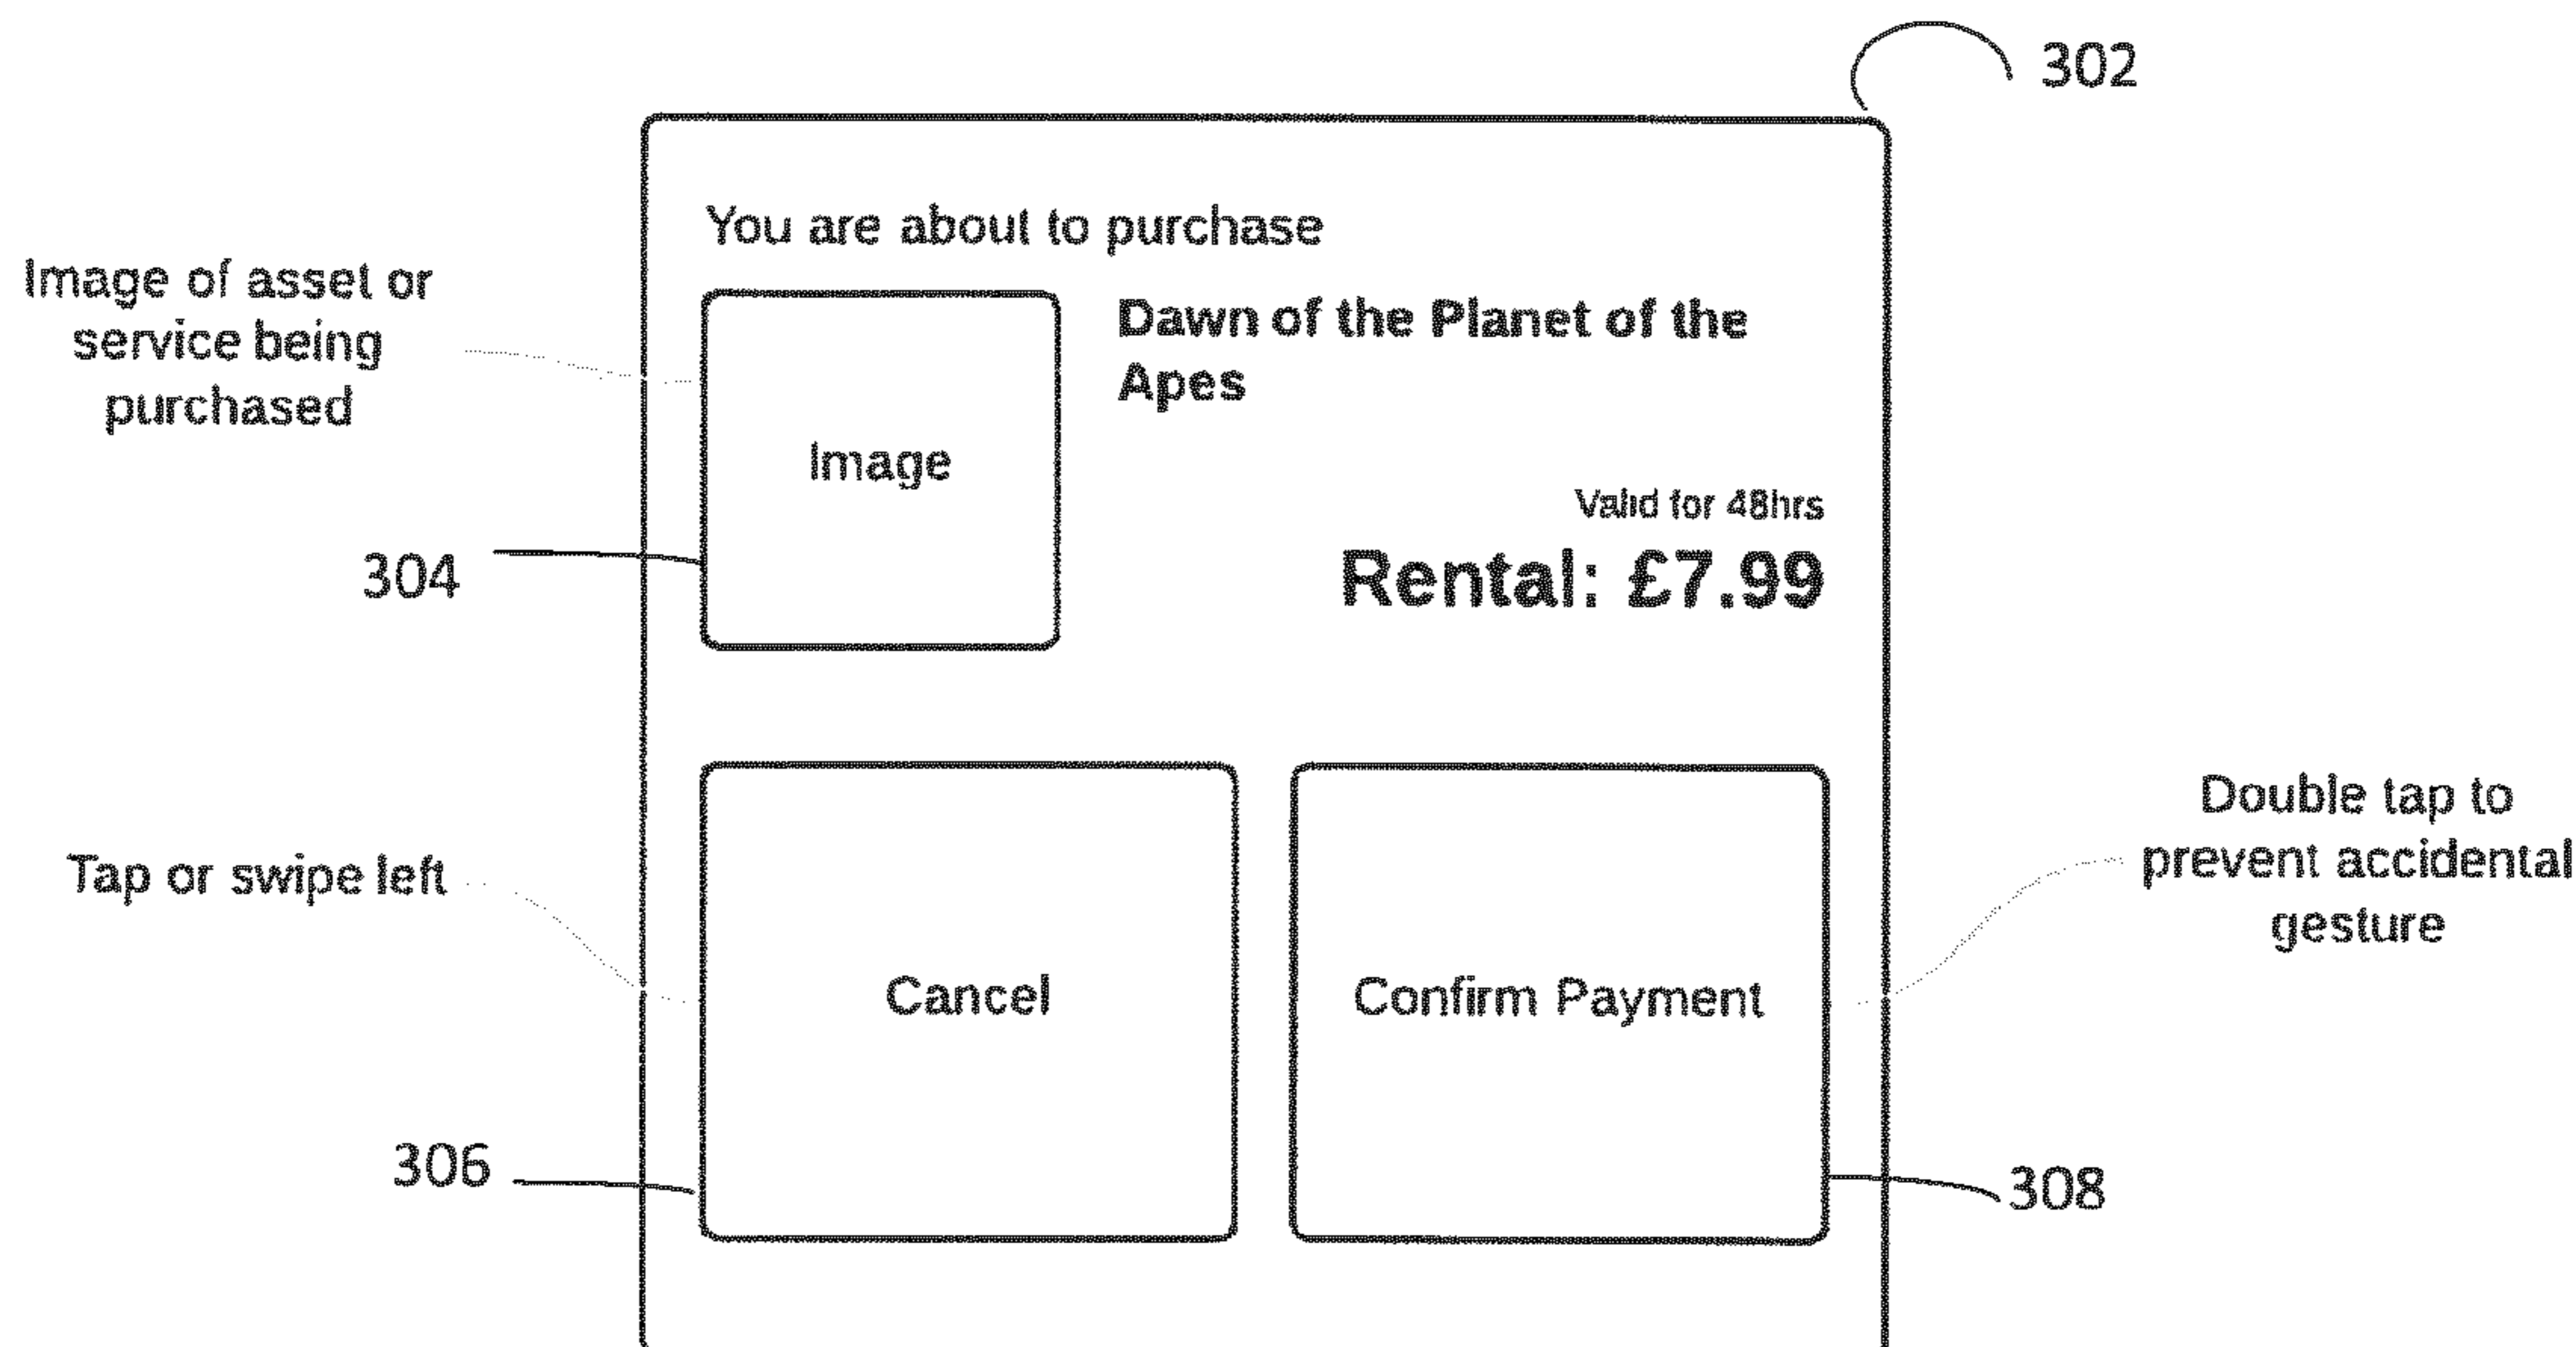 302
You are about to purchase
Image of asset or
service being
purchased
Dawn of the Planet of the
Apes
Image
Valid for 48hrs
Rental: £7.99
304
Tap or swipe left
Cancel
Confirm Payment
Double tap to
prevent accidental
gesture
306
308